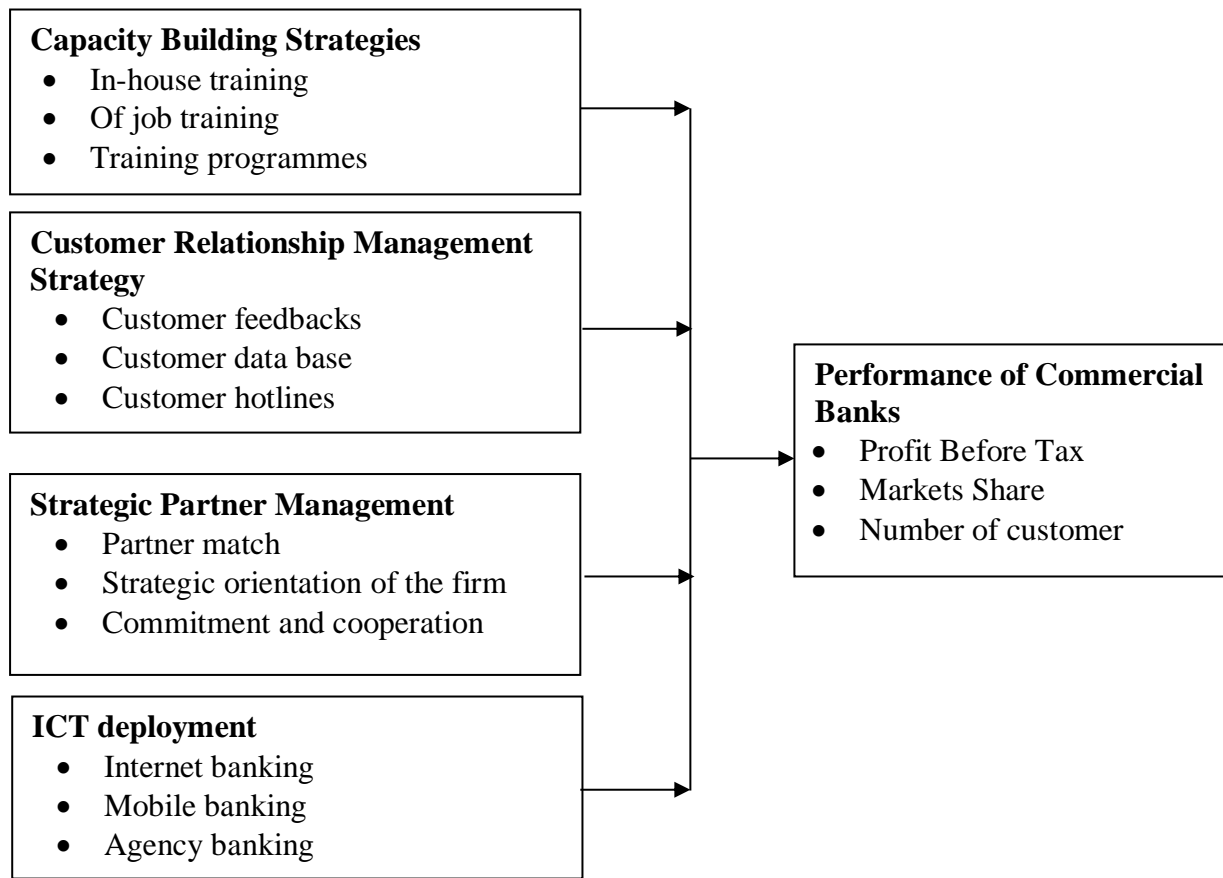 Capacity Building Strategies
• In-house training
• Of job training
• Training programmes
Customer Relationship Management
Strategy
• Customer feedbacks
• Customer data base
• Customer hotlines
Strategic Partner Management
• Partner match
• Strategic orientation of the firm
• Commitment and cooperation
ICT deployment
• Internet banking
• Mobile banking
• Agency banking
Performance of Commercial
Banks
• Profit Before Tax
• Markets Share
• Number of customer